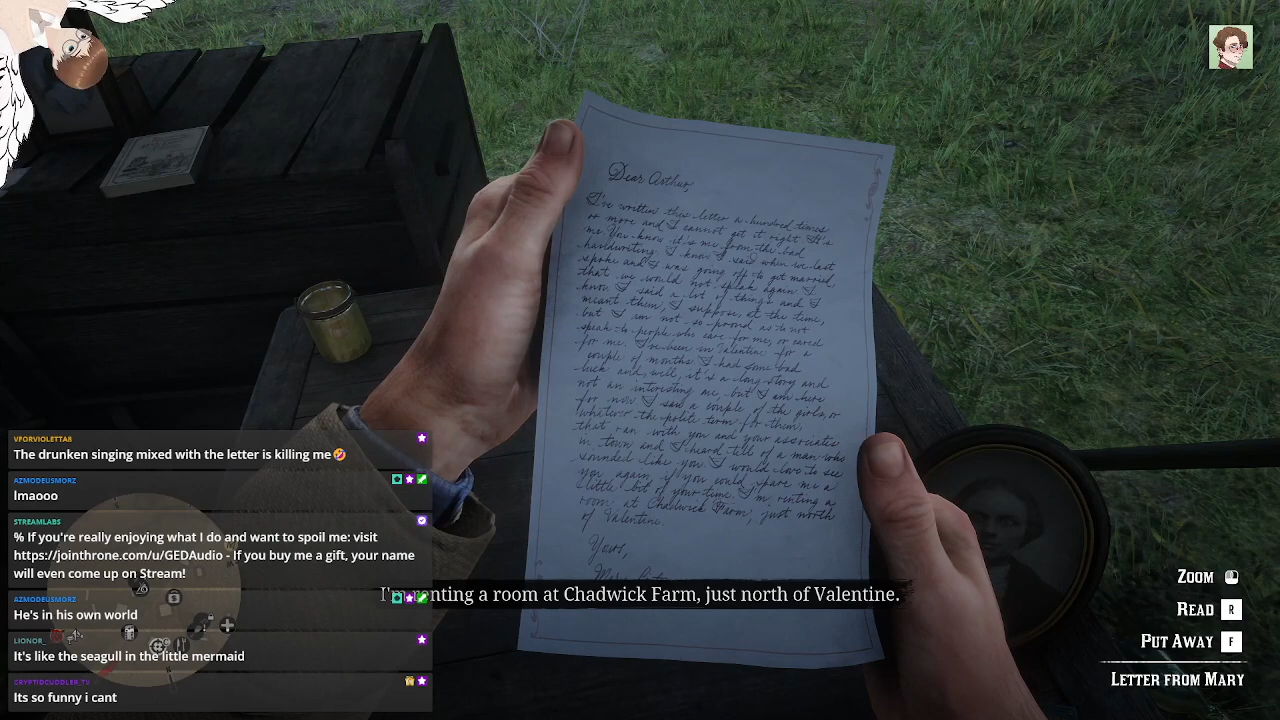 Dear Arthur,
I've written this letter a hundred times
or more and I cannot get it right. It's
me. You know it's me from the bad
handwriting. I know I said when we last
spoke and I was going off to get married,
that we would not speak again. I
know I said a lot of things and I
meant them, I suppose, at the time,
but I am not so proud as to not
speak to people who care for me, or cared
for me. I've been in Valentine for a
couple of months. I had some bad
luck and, well, it's a long story and
not an interesting one, but I am here
for now. I saw a couple of the girls, or
whatever the polite term for them,
that ran with you and your associates
in town and I heard tell of a man who
sounded like you. I would love to see
you again, if you could spare me a
little bit of your time. I'm renting a
room at Chadwick Farm, just north
of Valentine.
Yours,
I'm renting a room at Chadwick Farm, just north of Valentine.
VFORVIOLETTAB
The drunken singing mixed with the letter is killing me🤣
AZMODEUSMORZ
lmaooo
STREAMLABS
% If you're really enjoying what I do and want to spoil me: visit
https://jointhrone.com/u/GEDAudio - If you buy me a gift, your name
will even come up on Stream!
AZMODEUSMORZ
He's in his own world
LIONOR_
It's like the seagull in the little mermaid
CRYPTIDCUDDLER_TV
Its so funny i cant
ZOOM
READ R
PUT AWAY F
LETTER FROM MARY